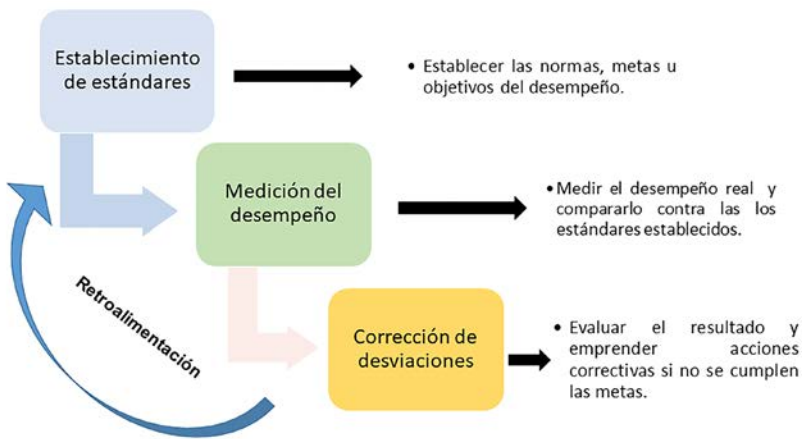 Establecimiento
de estándares
• Establecer las normas, metas u
objetivos del desempeño.
Medición del
desempeño
•Medir el desempeño real y
compararlo contra las los
estándares establecidos.
Retroalimentación
Corrección de
desviaciones
• Evaluar el resultado y
emprender acciones
correctivas si no se cumplen
las metas.